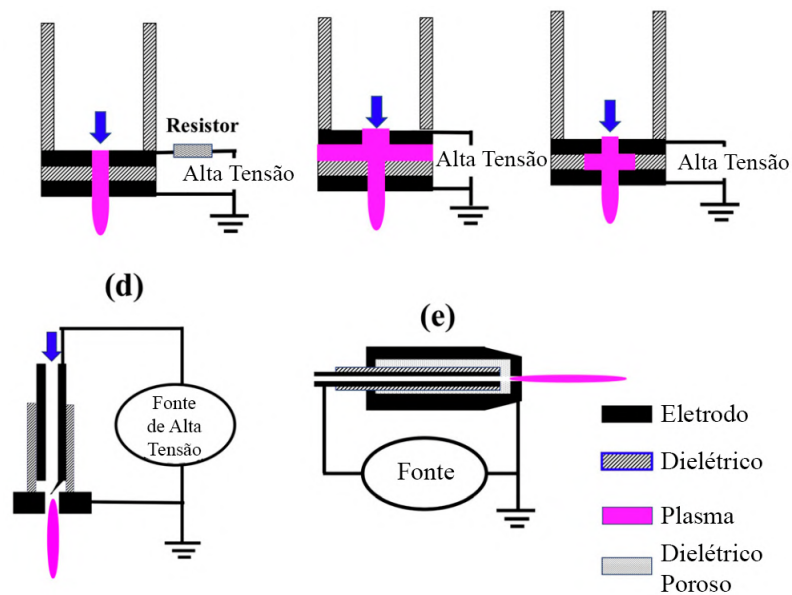 Resistor
Alta Tensão
Alta Tensão
Alta Tensão
(d)
(e)
Fonte
de Alta
Tensão
Fonte
Eletrodo
Dielétrico
Plasma
Dielétrico
Poroso